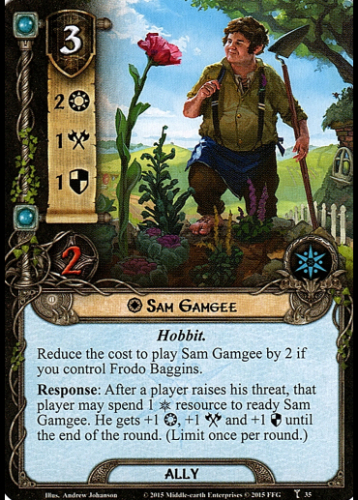 3
2
1
1
2
Sam Gamgee
Hobbit.
Reduce the cost to play Sam Gamgee by 2 if
you control Frodo Baggins.
Response: After a player raises his threat, that
player may spend 1 resource to ready Sam
Gamgee. He gets +1 , +1 and +1 until
the end of the round. (Limit once per round.)
ALLY
Illus. Andrew Johanson © 2015 Middle-earth Enterprises © 2015 FFG 35